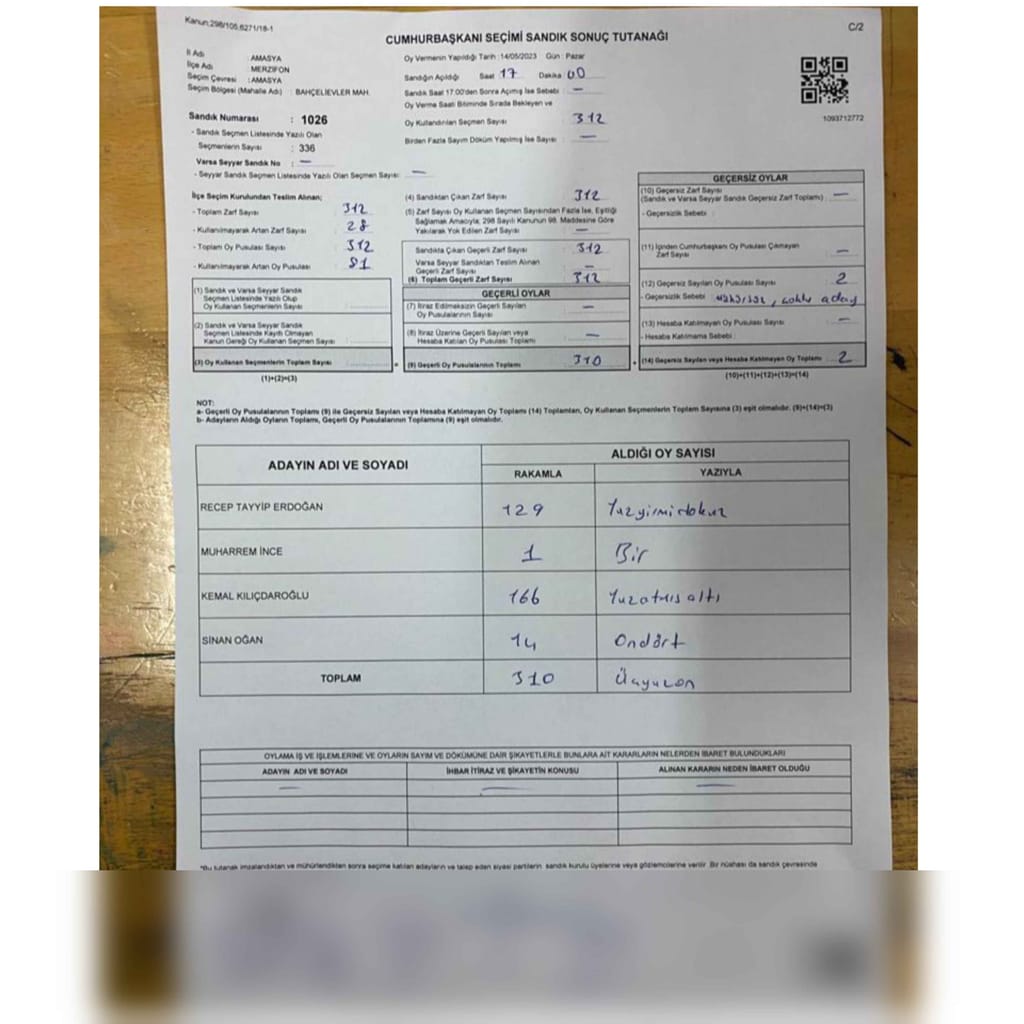 Kanun:298/105,6271/18-1
C/2
CUMHURBAŞKANI SEÇİMİ SANDIK SONUÇ TUTANAĞI
İl Adı : AMASYA
İlçe Adı : MERZİFON
Seçim Çevresi : AMASYA
Seçim Bölgesi (Mahalle Adı) : BAHÇELİEVLER MAH.
Sandık Numarası : 1026
- Sandık Seçmen Listesinde Yazılı Olan
Seçmenlerin Sayısı : 336
Varsa Seyyar Sandık No : —
- Seyyar Sandık Seçmen Listesinde Yazılı Olan Seçmen Sayısı: —
Oy Vermenin Yapıldığı Tarih :14/05/2023 Gün : Pazar
Sandığın Açıldığı Saat 17 Dakika 00
Sandık Saat 17.00'den Sonra Açımış İse Sebebi : —
Oy Verme Saati Bitiminde Sırada Bekleyen ve
Oy Kullandırılan Seçmen Sayısı : 312
Birden Fazla Sayım Döküm Yapılmış İse Sayısı : —
1093712772
İlçe Seçim Kurulundan Teslim Alınan;
- Toplam Zarf Sayısı : 312
- Kullanılmayarak Artan Zarf Sayısı : 28
- Toplam Oy Pusulası Sayısı : 312
- Kullanılmayarak Artan Oy Pusulası : 81
(1) Sandık ve Varsa Seyyar Sandık
Seçmen Listesinde Yazılı Olup
Oy Kullanan Seçmenlerin Sayısı :
(2) Sandık ve Varsa Seyyar Sandık
Seçmen Listesinde Kayıtlı Olmayan
Kanun Gereği Oy Kullanan Seçmen Sayısı :
(3) Oy Kullanan Seçmenlerin Toplam Sayısı :
(1)+(2)=(3)
(4) Sandıktan Çıkan Zarf Sayısı : 312
(5) Zarf Sayısı Oy Kullanan Seçmen Sayısından Fazla İse, Eşitliği
Sağlamak Amacıyla; 298 Sayılı Kanunun 98. Maddesine Göre
Yakılarak Yok Edilen Zarf Sayısı : —
Sandıkta Çıkan Geçerli Zarf Sayısı : 312
Varsa Seyyar Sandıktan Teslim Alınan
Geçerli Zarf Sayısı : —
(6) Toplam Geçerli Zarf Sayısı : 312
GEÇERLİ OYLAR
(7) İtiraz Edilmeksizin Geçerli Sayılan
Oy Pusulalarının Sayısı : —
(8) İtiraz Üzerine Geçerli Sayılan veya
Hesaba Katılan Oy Pusulası Toplamı : —
(9) Geçerli Oy Pusulalarının Toplamı : 310
GEÇERSİZ OYLAR
(10) Geçersiz Zarf Sayısı
(Sandık ve Varsa Seyyar Sandık Geçersiz Zarf Toplamı) : —
- Geçersizlik Sebebi :
(11) İçinden Cumhurbaşkanı Oy Pusulası Çıkmayan
Zarf Sayısı : —
(12) Geçersiz Sayılan Oy Pusulası Sayısı : 2
- Geçersizlik Sebebi : mühürsüz, çoklu aday
(13) Hesaba Katılmayan Oy Pusulası Sayısı : —
- Hesaba Katılmama Sebebi :
+ (14) Geçersiz Sayılan veya Hesaba Katılmayan Oy Toplamı : 2
(10)+(11)+(12)+(13)=(14)
NOT:
a- Geçerli Oy Pusulalarının Toplamı (9) ile Geçersiz Sayılan veya Hesaba Katılmayan Oy Toplamı (14) Toplamları, Oy Kullanan Seçmenlerin Toplam Sayısına (3) eşit olmalıdır. (9)+(14)=(3)
b- Adayların Aldığı Oyların Toplamı, Geçerli Oy Pusulalarının Toplamına (9) eşit olmalıdır.
ADAYIN ADI VE SOYADI
ALDIĞI OY SAYISI
RAKAMLA YAZIYLA
RECEP TAYYİP ERDOĞAN 129 Yüzyirmidokuz
MUHARREM İNCE 1 Bir
KEMAL KILIÇDAROĞLU 166 Yüzatmışaltı
SİNAN OĞAN 14 Ondört
TOPLAM 310 Üçyüzon
OYLAMA İŞ VE İŞLEMLERİNE VE OYLARIN SAYIM VE DÖKÜMÜNE DAİR ŞİKAYETLERLE BUNLARA AİT KARARLARIN NELERDEN İBARET BULUNDUKLARI
ADAYIN ADI VE SOYADI İHBAR İTİRAZ VE ŞİKAYETİN KONUSU ALINAN KARARIN NEDEN İBARET OLDUĞU
— — —
*Bu tutanak imzalandıktan ve mühürlendikten sonra seçime katılan adayların ve talep eden siyasi partilerin sandık kurulu üyelerine veya gözlemcilerine verilir. Bir nüshası da sandık çevresinde